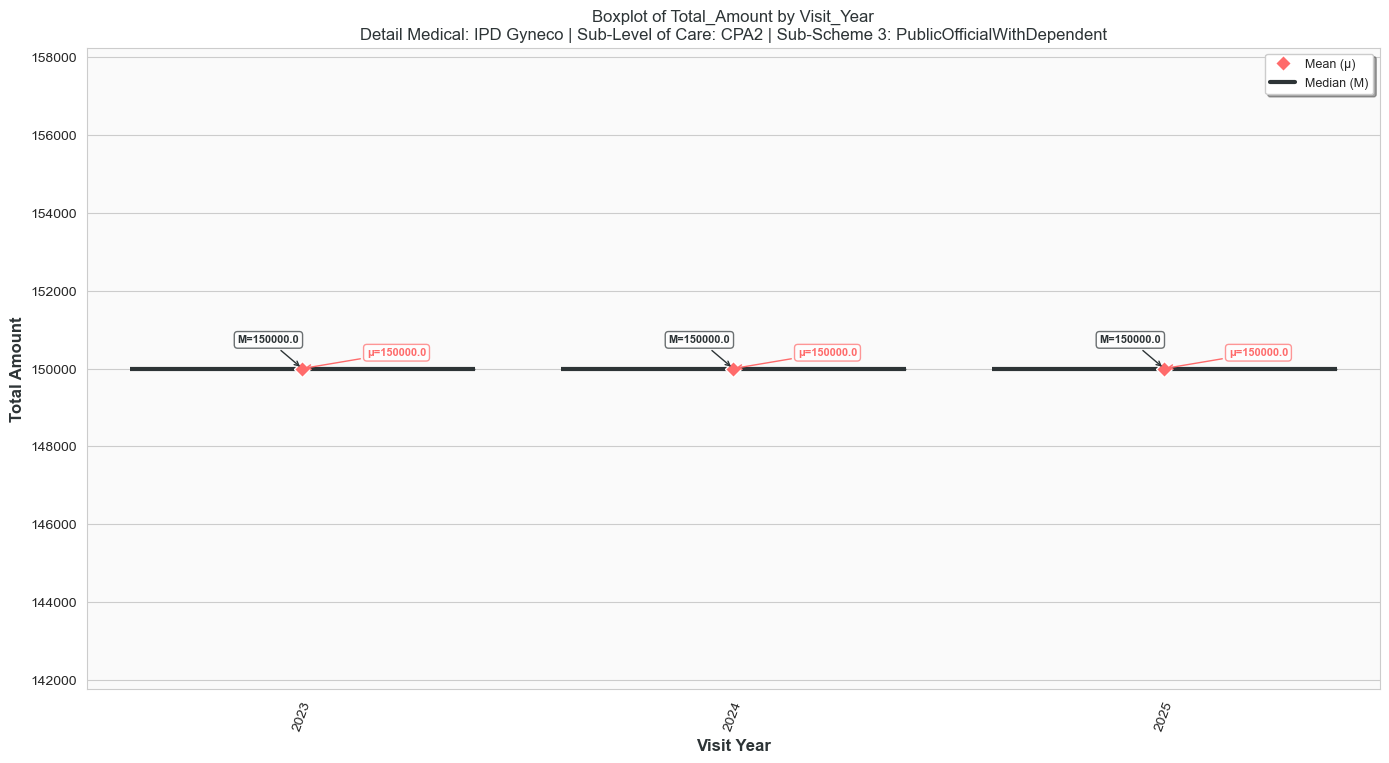 Boxplot of Total_Amount by Visit_Year
Detail Medical: IPD Gyneco | Sub-Level of Care: CPA2 | Sub-Scheme 3: PublicOfficialWithDependent
Mean (μ)
Median (M)
Total Amount
158000
156000
154000
152000
150000
148000
146000
144000
142000
M=150000.0
μ=150000.0
M=150000.0
μ=150000.0
M=150000.0
μ=150000.0
2023
2024
2025
Visit Year